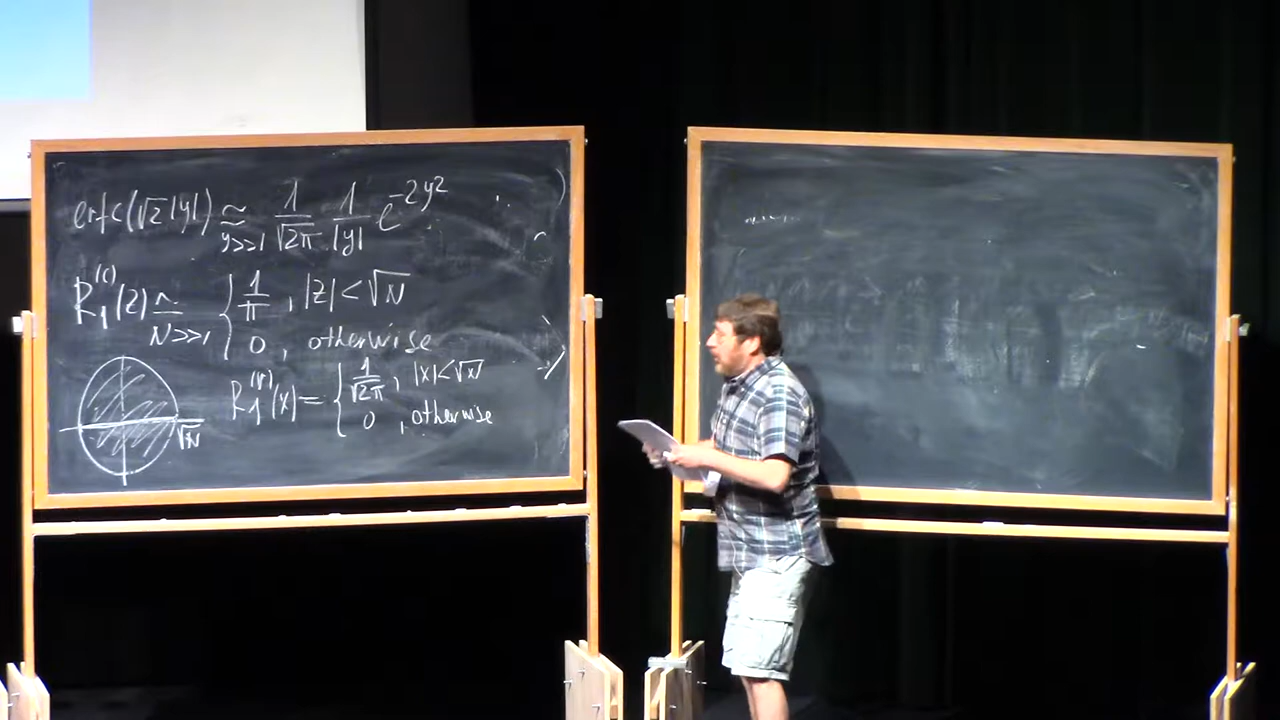 erfc(√2|y|) ≈_{y>>1} 1/√2π 1/|y| e^{-2y²}
R₁^{(c)}(z) ≃_{N>>1} { 1/π , |z| < √N
0 , otherwise
R₁^{(r)}(x) = { 1/√2π , |x| < √N
0 , otherwise
√N